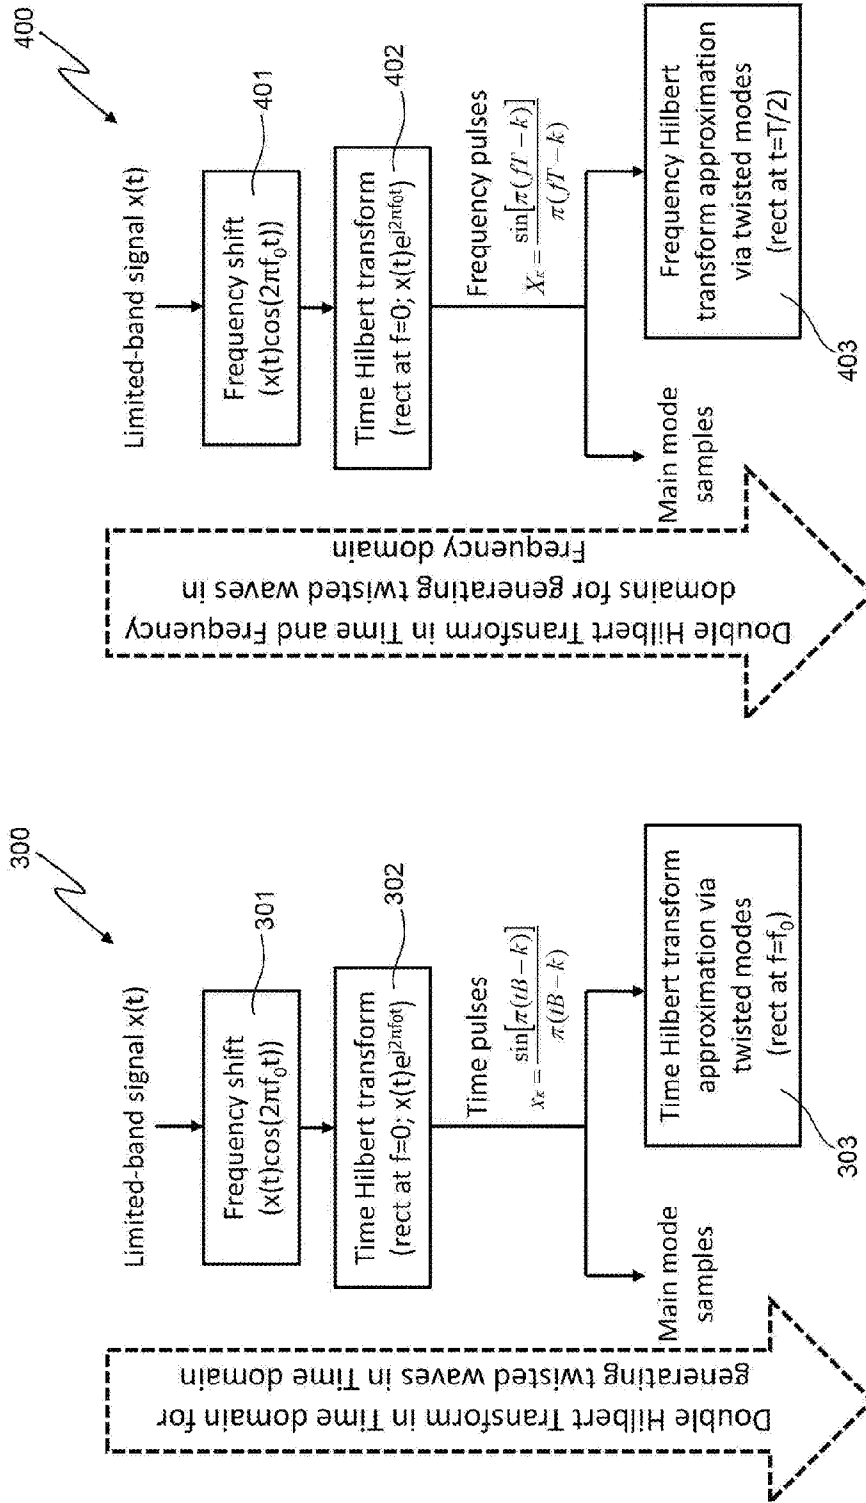 300
Limited-band signal x(t)
Frequency shift
(x(t)cos(2πf₀t))
301
Time Hilbert transform
(rect at f=0; x(t)e^{j2πf₀t})
302
Time pulses
x_κ = sin[π(tB−k)] / π(tB−k)
Main mode
samples
Time Hilbert transform
approximation via
twisted modes
(rect at f=f₀)
303
Double Hilbert Transform in Time domain for
generating twisted waves in Time domain
400
Limited-band signal x(t)
Frequency shift
(x(t)cos(2πf₀t))
401
Time Hilbert transform
(rect at f=0; x(t)e^{j2πf₀t})
402
Frequency pulses
X_κ = sin[π(fT−k)] / π(fT−k)
Main mode
samples
Frequency Hilbert
transform approximation
via twisted modes
(rect at t=T/2)
403
Double Hilbert Transform in Time and Frequency
domains for generating twisted waves in
Frequency domain